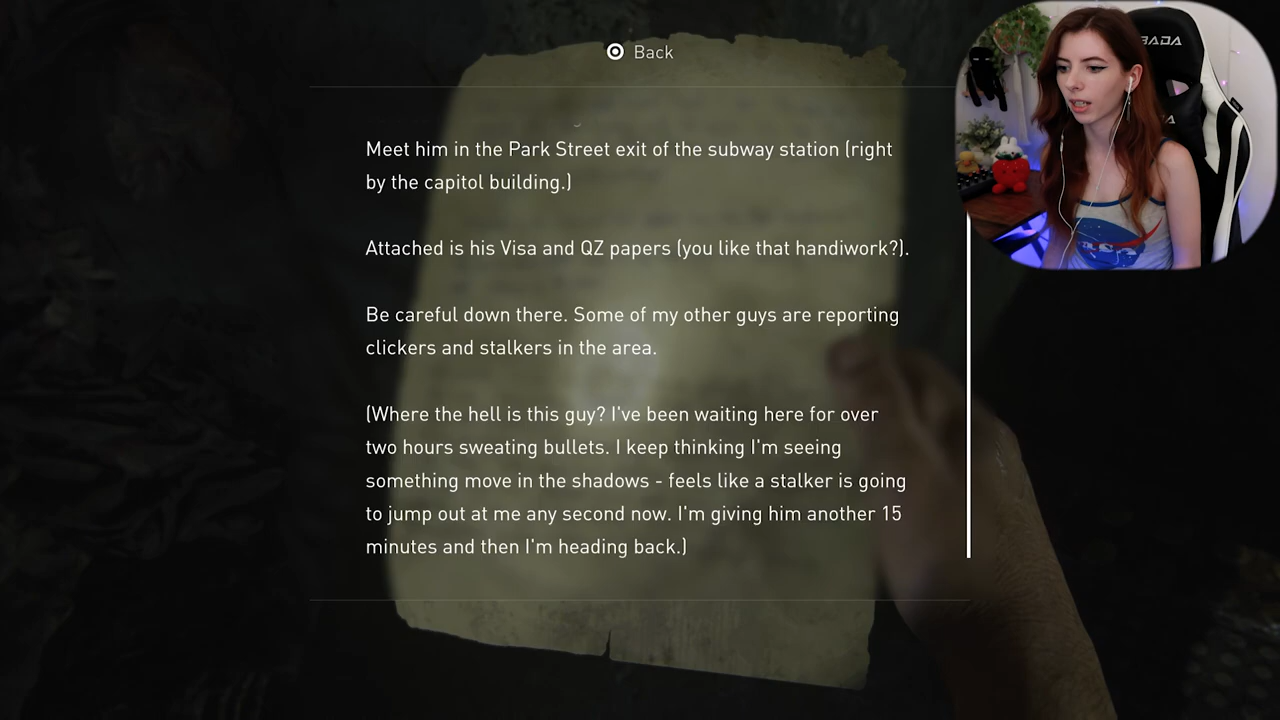 Back
Meet him in the Park Street exit of the subway station (right
by the capitol building.)
Attached is his Visa and QZ papers (you like that handiwork?).
Be careful down there. Some of my other guys are reporting
clickers and stalkers in the area.
(Where the hell is this guy? I've been waiting here for over
two hours sweating bullets. I keep thinking I'm seeing
something move in the shadows - feels like a stalker is going
to jump out at me any second now. I'm giving him another 15
minutes and then I'm heading back.)
NASA